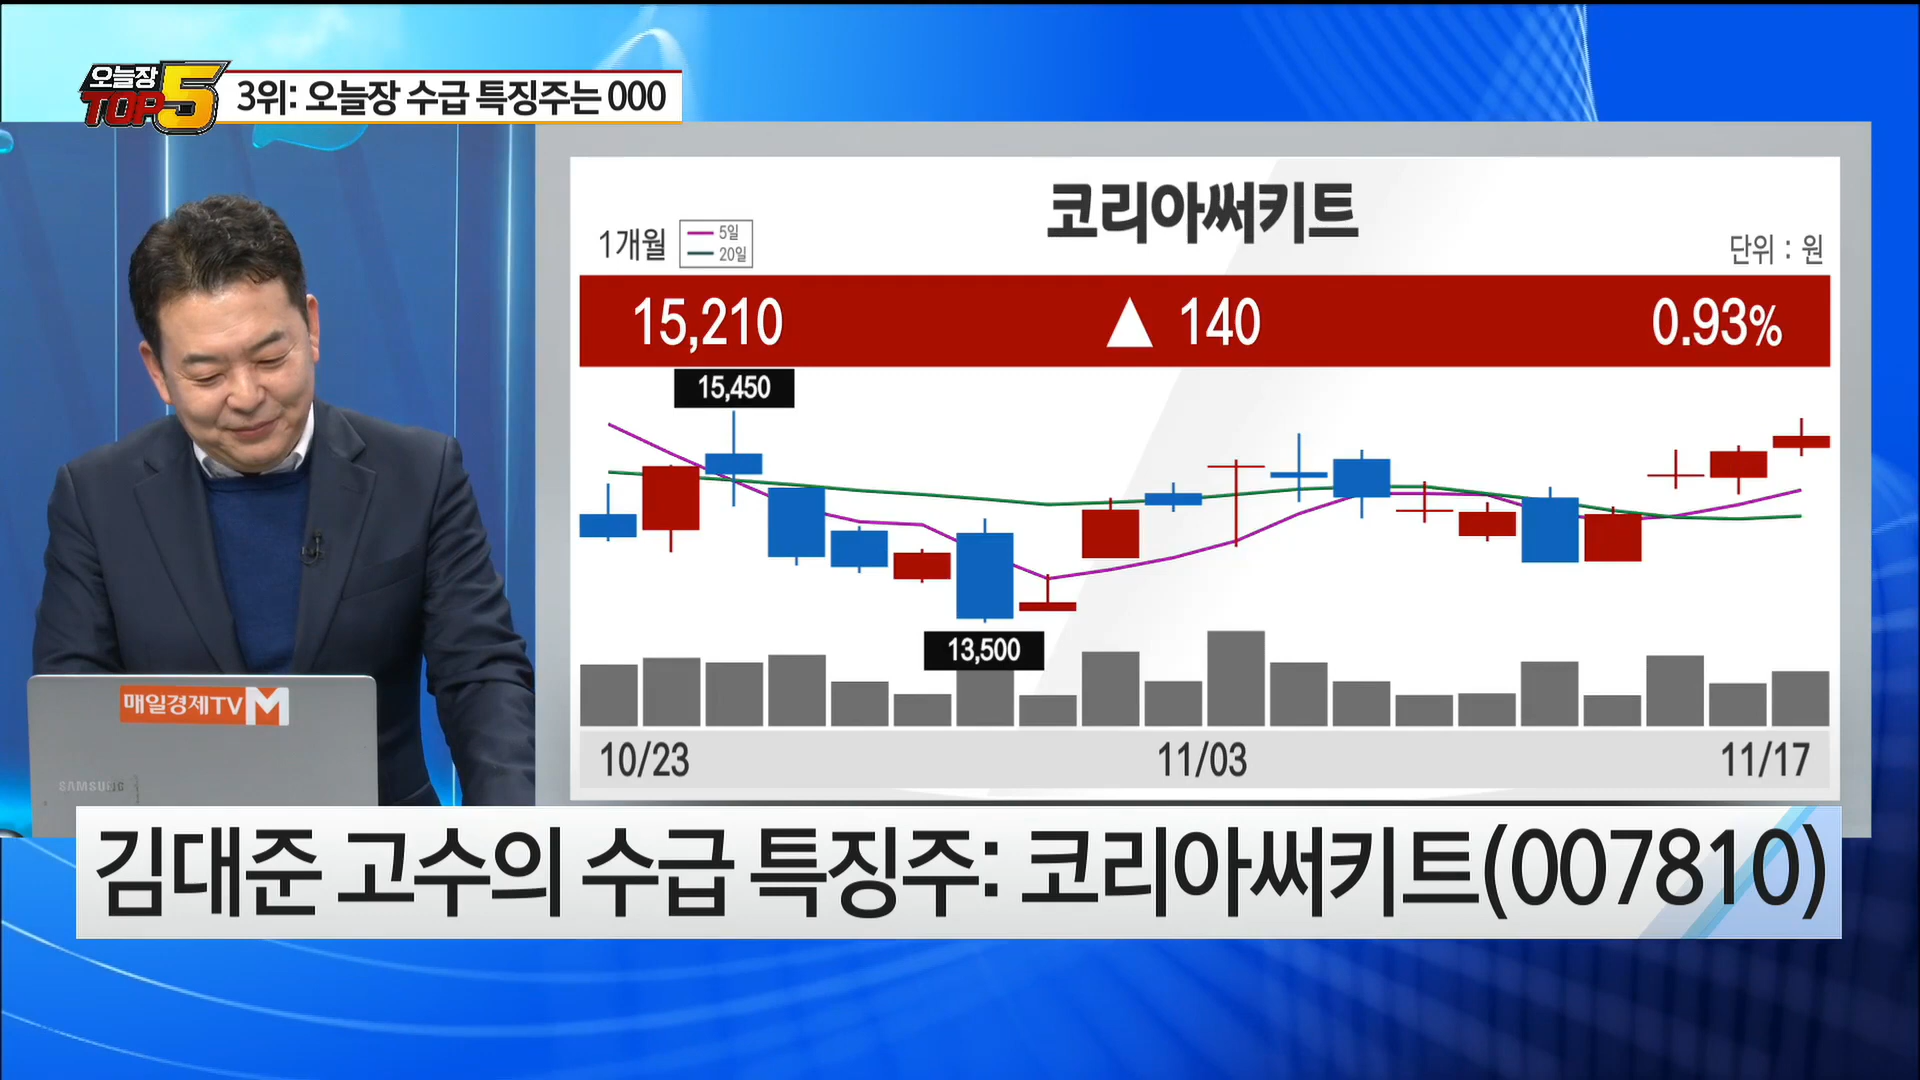 오늘장
TOP5
3위: 오늘장 수급 특징주는 000
코리아써키트
1개월
5일
20일
단위 : 원
15,210 ▲ 140 0.93%
15,450
13,500
10/23 11/03 11/17
매일경제TV M
SAMSUNG
김대준 고수의 수급 특징주: 코리아써키트(007810)